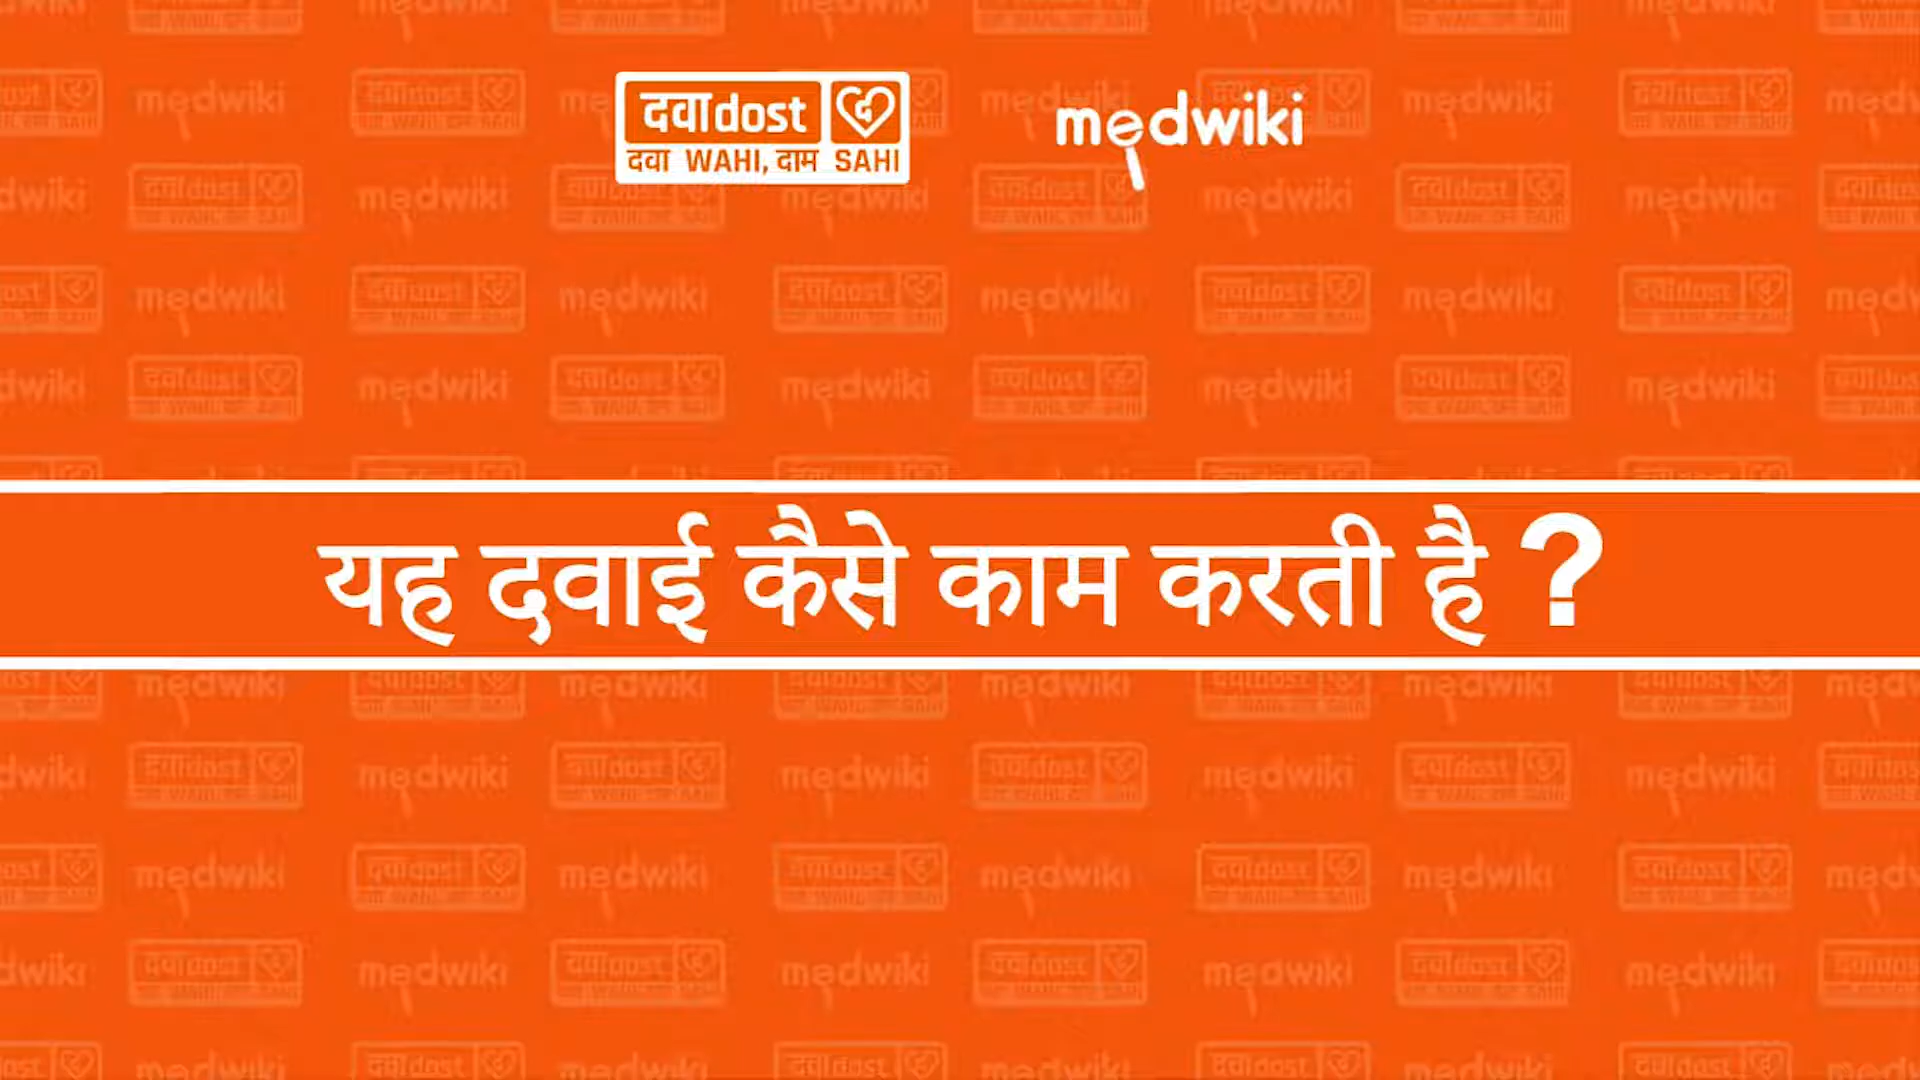 दवाdost
दवा WAHI, दाम SAHI
medwiki
यह दवाई कैसे काम करती है ?